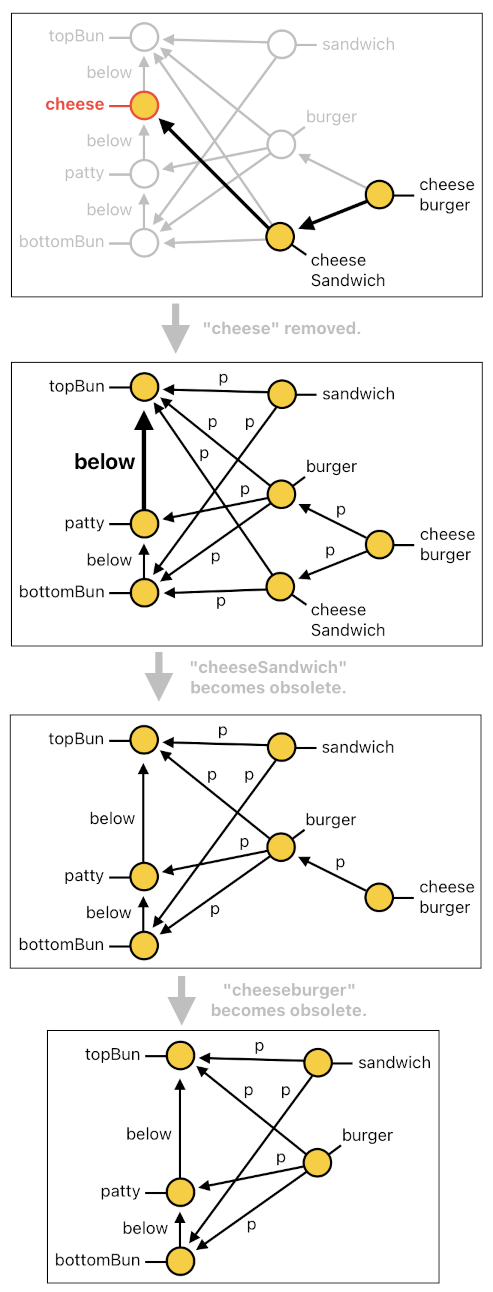 topBun
sandwich
below
cheese
burger
below
patty
cheese
burger
below
bottomBun
cheese
Sandwich
"cheese" removed.
topBun
p
sandwich
p
p
p
below
burger
p
p
patty
cheese
burger
below
p
p
bottomBun
p
cheese
Sandwich
"cheeseSandwich"
becomes obsolete.
topBun
p
sandwich
p
p
below
burger
p
p
patty
cheese
burger
below
p
bottomBun
"cheeseburger"
becomes obsolete.
topBun
p
sandwich
p
p
below
burger
p
patty
below
p
bottomBun